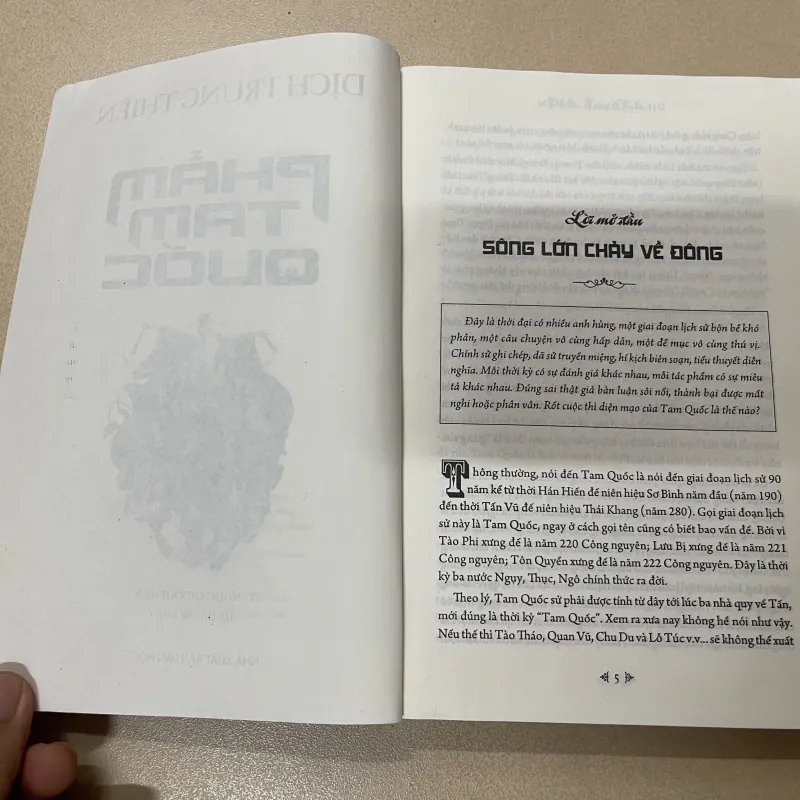 DỊCH TRUNG THIÊN
PHẨM
TAM
QUỐC
NHÀ XUẤT BẢN VĂN HỌC
Lời mở đầu
SÔNG LỚN CHẢY VỀ ĐÔNG
Đây là thời đại có nhiều anh hùng, một giai đoạn lịch sử bộn bề khó
phân, một câu chuyện vô cùng hấp dẫn, một đề mục vô cùng thú vị.
Chính sử ghi chép, dã sử truyền miệng, hí kịch biên soạn, tiểu thuyết diễn
nghĩa. Mỗi thời kỳ có sự đánh giá khác nhau, mỗi tác phẩm có sự miêu
tả khác nhau. Đúng sai thật giả bàn luận sôi nổi, thành bại được mất
nghi hoặc phân vân. Rốt cuộc thì diện mạo của Tam Quốc là thế nào?
Thông thường, nói đến Tam Quốc là nói đến giai đoạn lịch sử 90
năm kể từ thời Hán Hiến đế niên hiệu Sơ Bình năm đầu (năm 190)
đến thời Tấn Vũ đế niên hiệu Thái Khang (năm 280). Gọi giai đoạn lịch
sử này là Tam Quốc, ngay ở cách gọi tên cũng có biết bao vấn đề. Bởi vì
Tào Phi xưng đế là năm 220 Công nguyên; Lưu Bị xưng đế là năm 221
Công nguyên; Tôn Quyền xưng đế là năm 222 Công nguyên. Đây là thời
kỳ ba nước Ngụy, Thục, Ngô chính thức ra đời.
Theo lý, Tam Quốc sử phải được tính từ đây tới lúc ba nhà quy về Tấn,
mới đúng là thời kỳ “Tam Quốc”. Xem ra xưa nay không hề nói như vậy.
Nếu thế thì Tào Tháo, Quan Vũ, Chu Du và Lỗ Túc v.v... sẽ không thể xuất
5